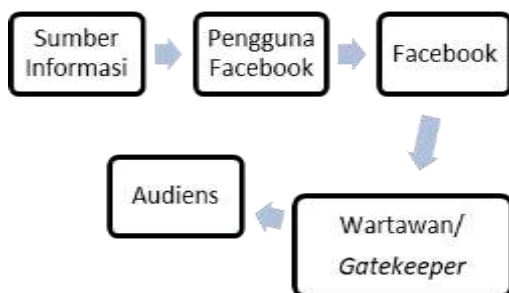 Sumber
Informasi
Pengguna
Facebook
Facebook
Wartawan/
Gatekeeper
Audiens